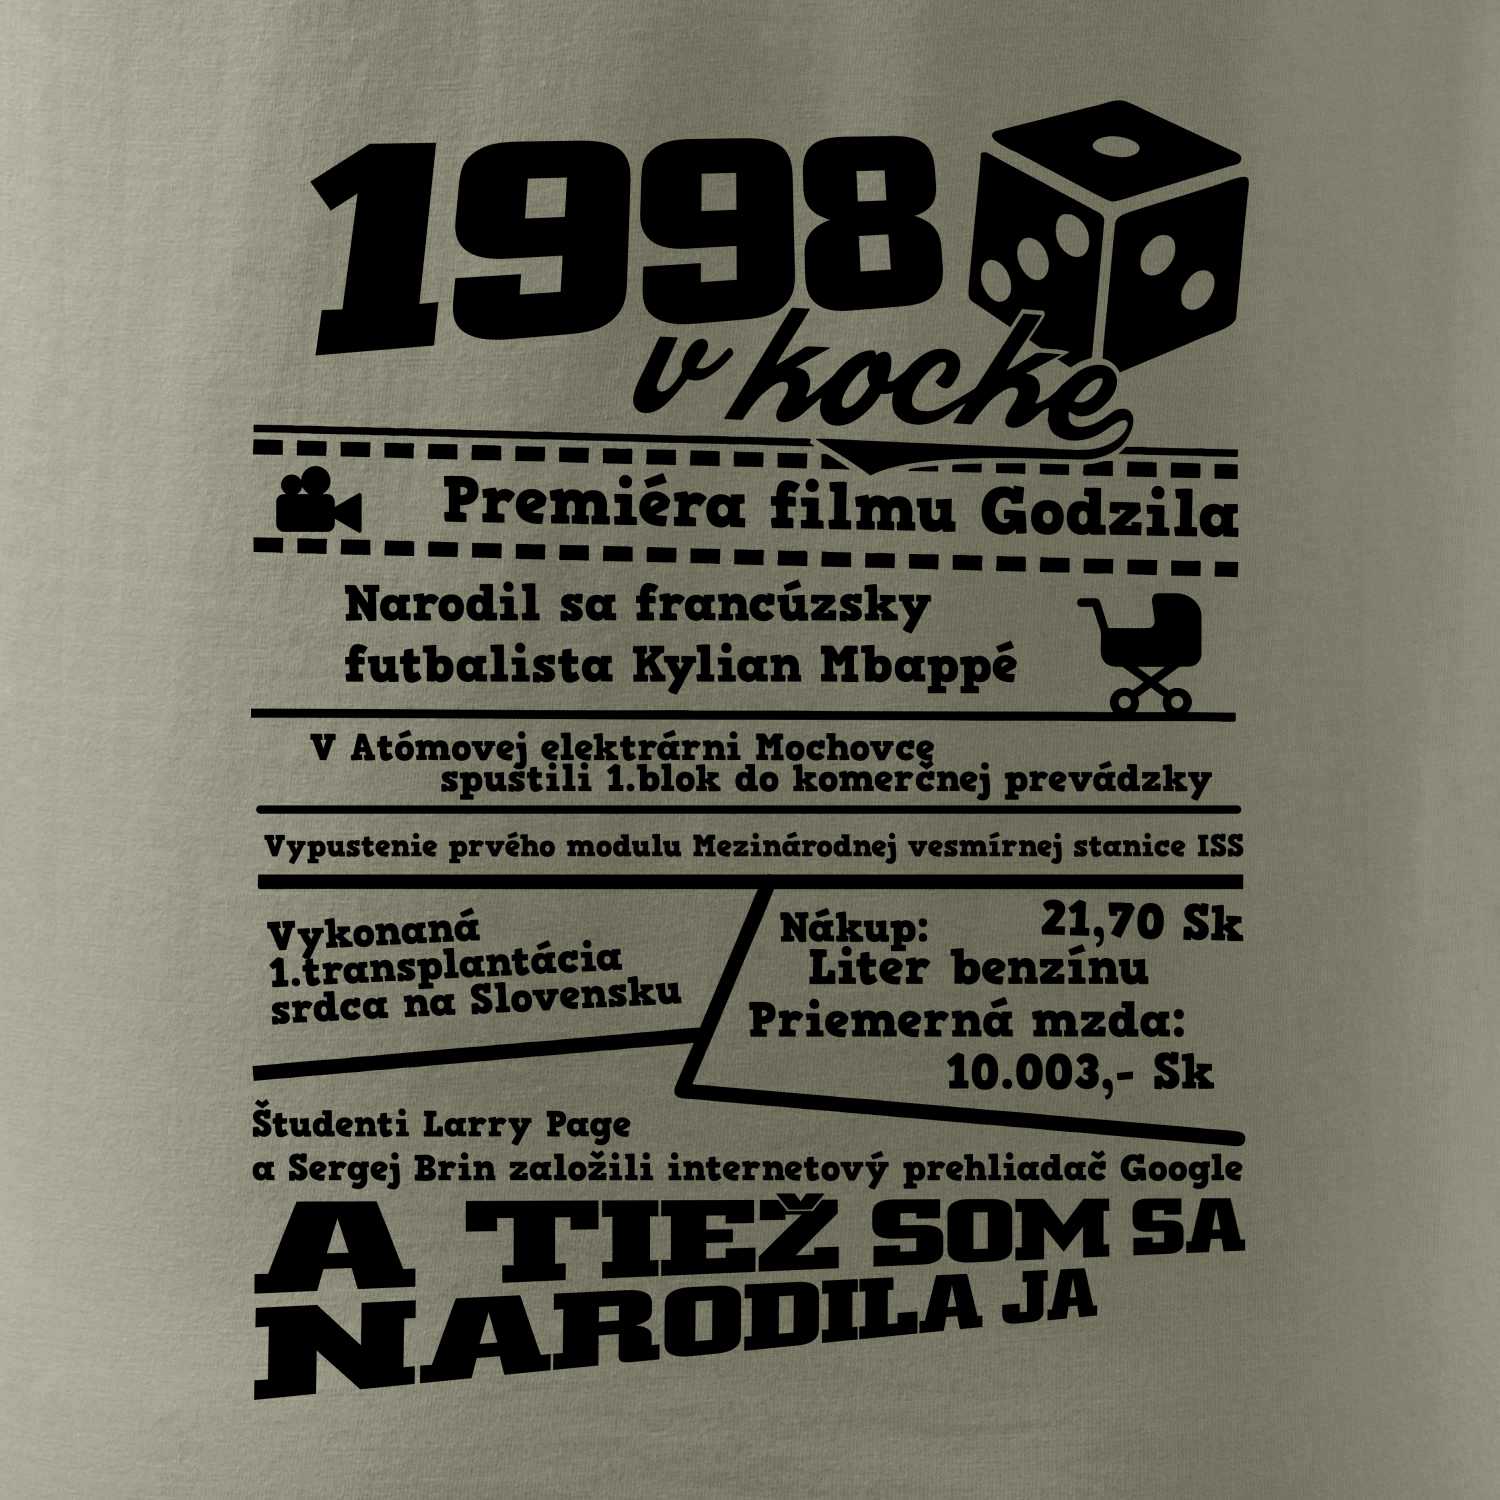 1998
v kocke
Premiéra filmu Godzila
Narodil sa francúzsky
futbalista Kylian Mbappé
V Atómovej elektrárni Mochovce
spustili 1.blok do komerčnej prevádzky
Vypustenie prvého modulu Mezinárodnej vesmírnej stanice ISS
Vykonaná
1.transplantácia
srdca na Slovensku
Nákup: 21,70 Sk
Liter benzínu
Priemerná mzda:
10.003,- Sk
Študenti Larry Page
a Sergej Brin založili internetový prehliadač Google
A TIEŽ SOM SA
NARODILA JA